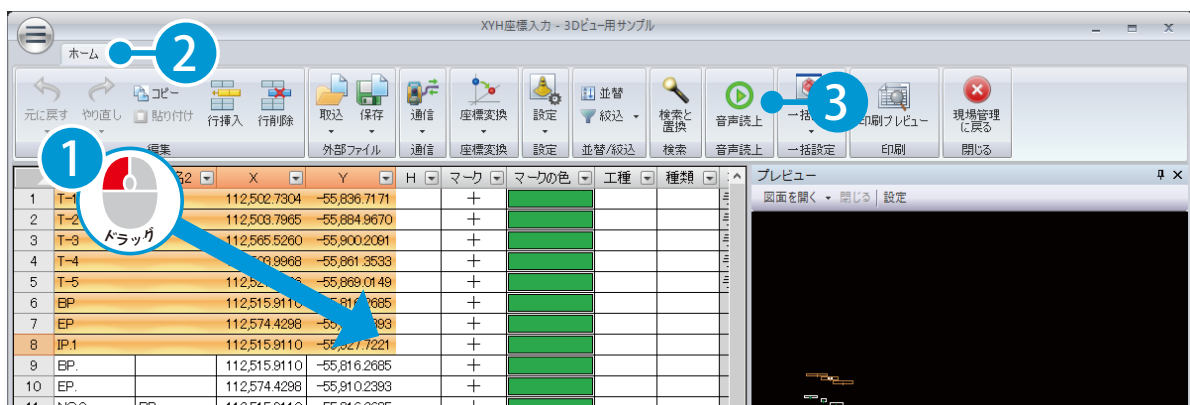 XYH座標入力 - 3Dビュー用サンプル
ホーム
2
元に戻す やり直し コピー 貼り付け 行挿入 行削除 取込 保存 通信 座標変換 設定 並替 絞込 検索と置換 音声読上 3 印刷プレビュー 現場管理に戻る
1 編集 外部ファイル 通信 座標変換 設定 並替/絞込 検索 音声読上 一括設定 印刷 閉じる
X Y H マーク マークの色 工種 種類
プレビュー
図面を開く 閉じる 設定
ドラッグ
1 112,502.7304 -55,836.7171 +
2 T-2 112,503.7965 -55,884.9670 +
3 T-3 112,565.5260 -55,900.2091 +
4 T-4 -55,861.3533 +
5 T-5 -55,869.0149 +
6 BP 112,515.9110 +
7 EP 112,574.4298 +
8 IP.1 112,515.9110 +
9 BP. 112,515.9110 -55,816.2685 +
10 EP. 112,574.4298 -55,910.2393 +